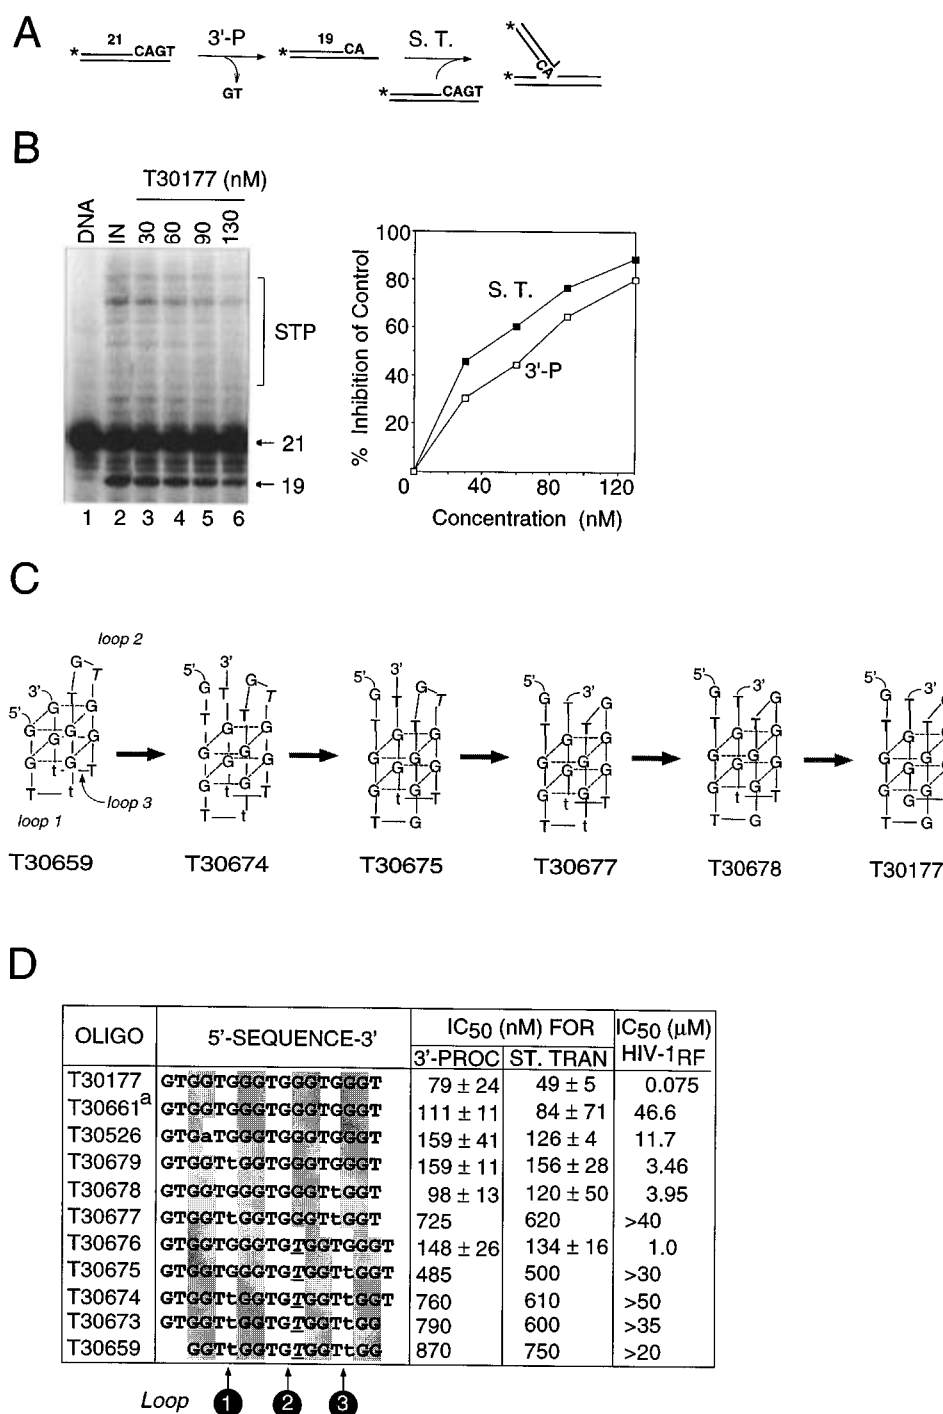 A
* 21 CAGT 3'-P GT * 19 CA S. T. * CAGT * CA *
B
T30177 (nM)
DNA IN 30 60 90 130
STP
21
19
1 2 3 4 5 6
% Inhibition of Control
100
80
60
40
20
0 40 80 120
S. T.
3'-P
Concentration (nM)
C
loop 2
loop 1
loop 3
T30659 T30674 T30675 T30677 T30678 T30177
D
OLIGO 5'-SEQUENCE-3' IC50 (nM) FOR IC50 (μM) HIV-1RF
3'-PROC ST. TRAN
T30177 GTGGTGGGTGGGTGGGT 79 ± 24 49 ± 5 0.075
T30661a GTGGTGGGTGGGTGGGT 111 ± 11 84 ± 71 46.6
T30526 GTGaTGGGTGGGTGGGT 159 ± 41 126 ± 4 11.7
T30679 GTGGTtGGTGGGTGGGT 159 ± 11 156 ± 28 3.46
T30678 GTGGTGGGTGGGTtGGT 98 ± 13 120 ± 50 3.95
T30677 GTGGTtGGTGGGTtGGT 725 620 >40
T30676 GTGGTGGGTGTGGTGGGT 148 ± 26 134 ± 16 1.0
T30675 GTGGTGGGTGTGGTtGGT 485 500 >30
T30674 GTGGTtGGTGTGGTtGGT 760 610 >50
T30673 GTGGTtGGTGTGGTtGG 790 600 >35
T30659 GGTtGGTGTGGTtGG 870 750 >20
Loop 1 2 3